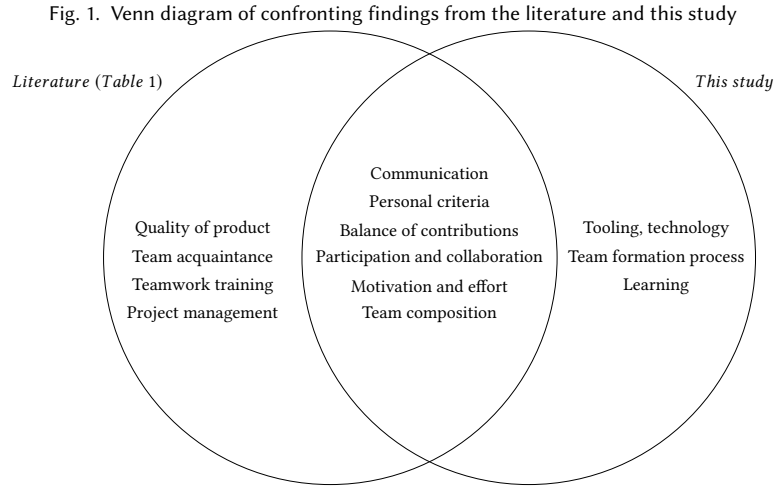 Fig. 1. Venn diagram of confronting findings from the literature and this study
Literature (Table 1)
This study
Quality of product
Team acquaintance
Teamwork training
Project management
Communication
Personal criteria
Balance of contributions
Participation and collaboration
Motivation and effort
Team composition
Tooling, technology
Team formation process
Learning